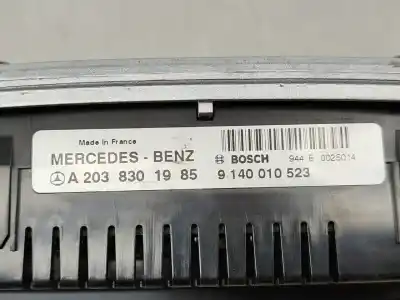 Made in France
MERCEDES - BENZ
BOSCH 944 E 0025014
A 203 830 19 85
9 140 010 523